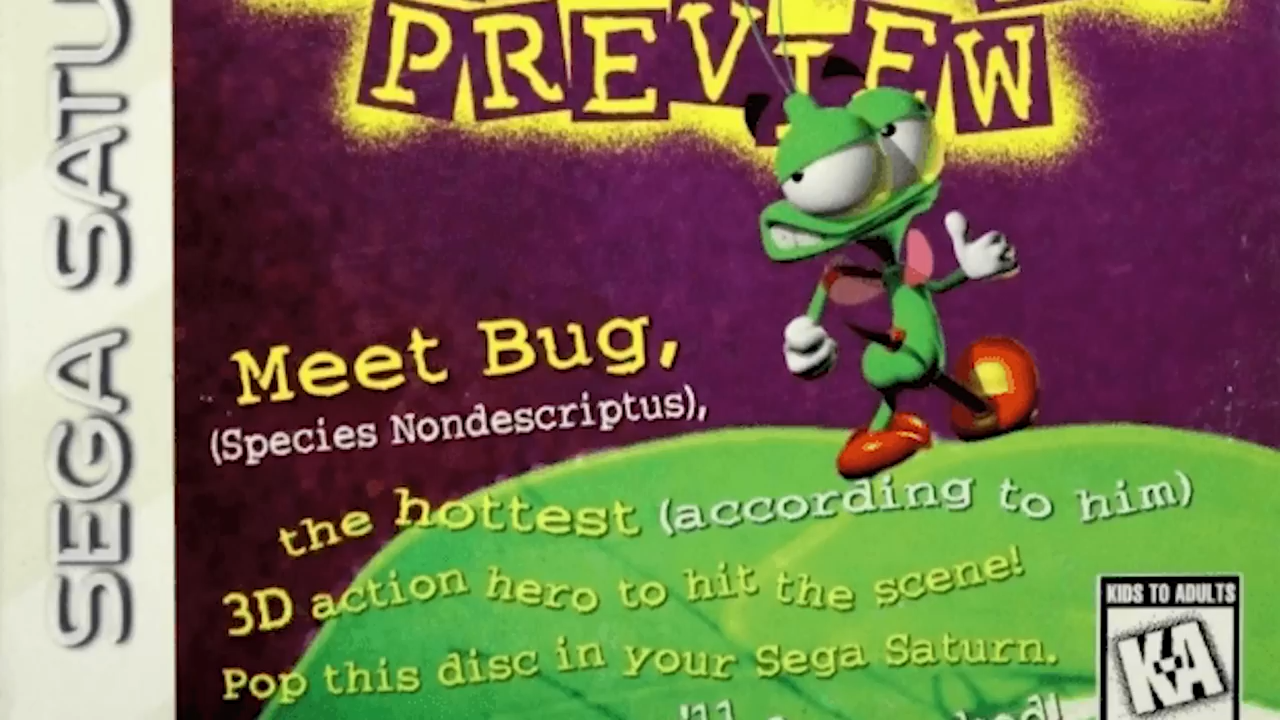 SEGA SATU
PREVIEW
Meet Bug,
(Species Nondescriptus),
the hottest (according to him)
3D action hero to hit the scene!
Pop this disc in your Sega Saturn.
KIDS TO ADULTS
K-A